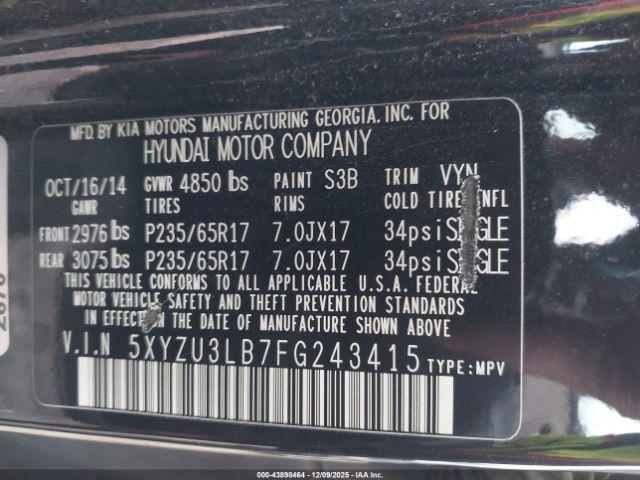 MFD. BY KIA MOTORS MANUFACTURING GEORGIA, INC. FOR
HYUNDAI MOTOR COMPANY
OCT/16/14 GVWR 4850 lbs PAINT S3B TRIM VYN
GAWR TIRES RIMS COLD TIRE INFL
FRONT 2976 lbs P235/65R17 7.0JX17 34psi
REAR 3075 lbs P235/65R17 7.0JX17 34psi
THIS VEHICLE CONFORMS TO ALL APPLICABLE U.S.A. FEDERAL
MOTOR VEHICLE SAFETY AND THEFT PREVENTION STANDARDS
IN EFFECT ON THE DATE OF MANUFACTURE SHOWN ABOVE.
V.I.N 5XYZU3LB7FG243415 TYPE: MPV
000-43898464 | 12/09/2025 | IAA Inc.